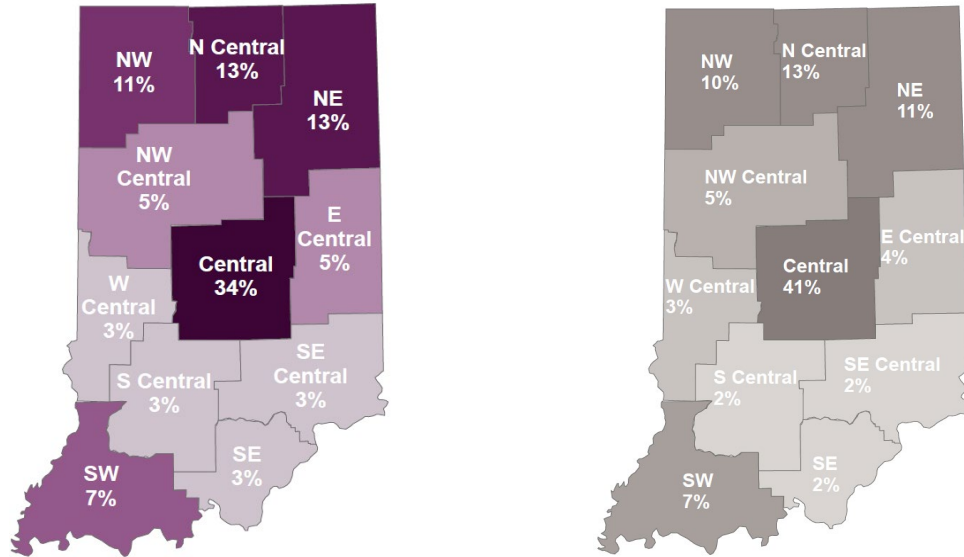 NW
11%
N Central
13%
NE
13%
NW
Central
5%
E
Central
5%
Central
34%
W
Central
3%
SE
Central
3%
S Central
3%
SE
3%
SW
7%
NW
10%
N Central
13%
NE
11%
NW Central
5%
E Central
4%
Central
41%
W Central
3%
SE Central
2%
S Central
2%
SE
2%
SW
7%